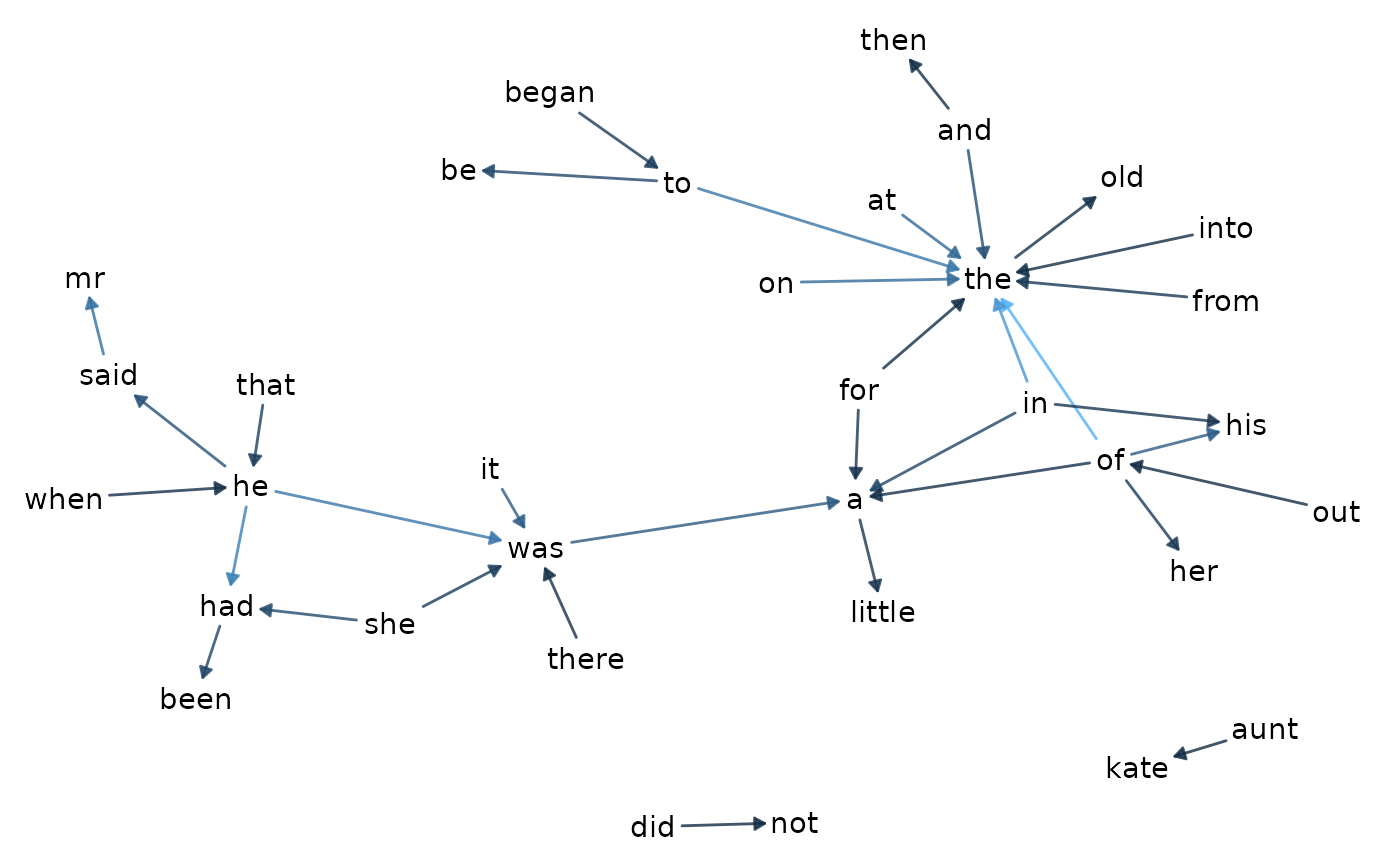 then
began
and
be
to
old
at
into
the
mr
on
from
said
that
for
in
his
it
of
he
when
a
out
was
her
had
little
she
there
been
aunt
kate
did
not